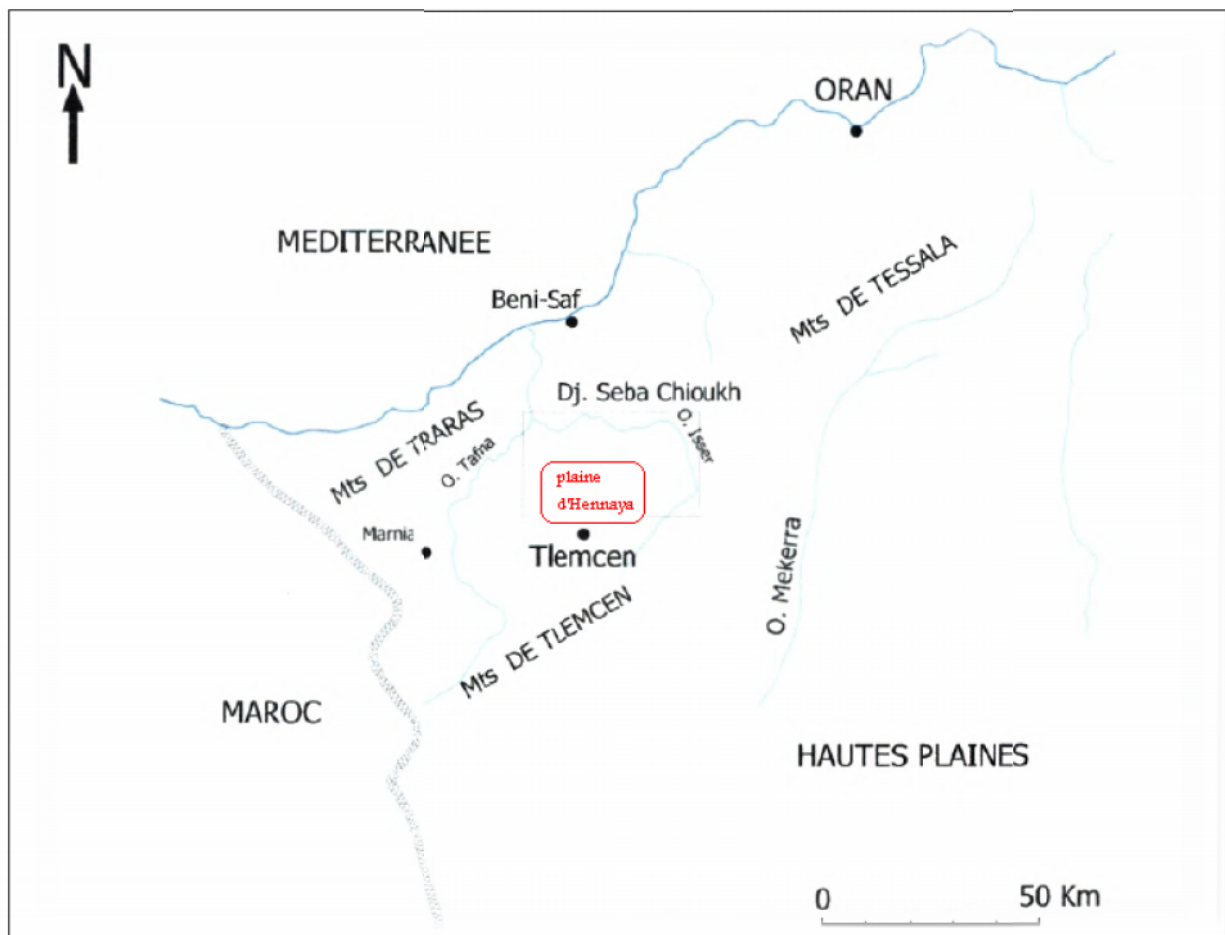 N
ORAN
MEDITERRANEE
Mts DE TESSALA
Beni-Saf
Dj. Seba Chioukh
Mts DE TRARAS
O. Tafna
O. Isser
plaine
d'Hennaya
Marnia
Tlemcen
O. Mekerra
Mts DE TLEMCEN
MAROC
HAUTES PLAINES
0 50 Km